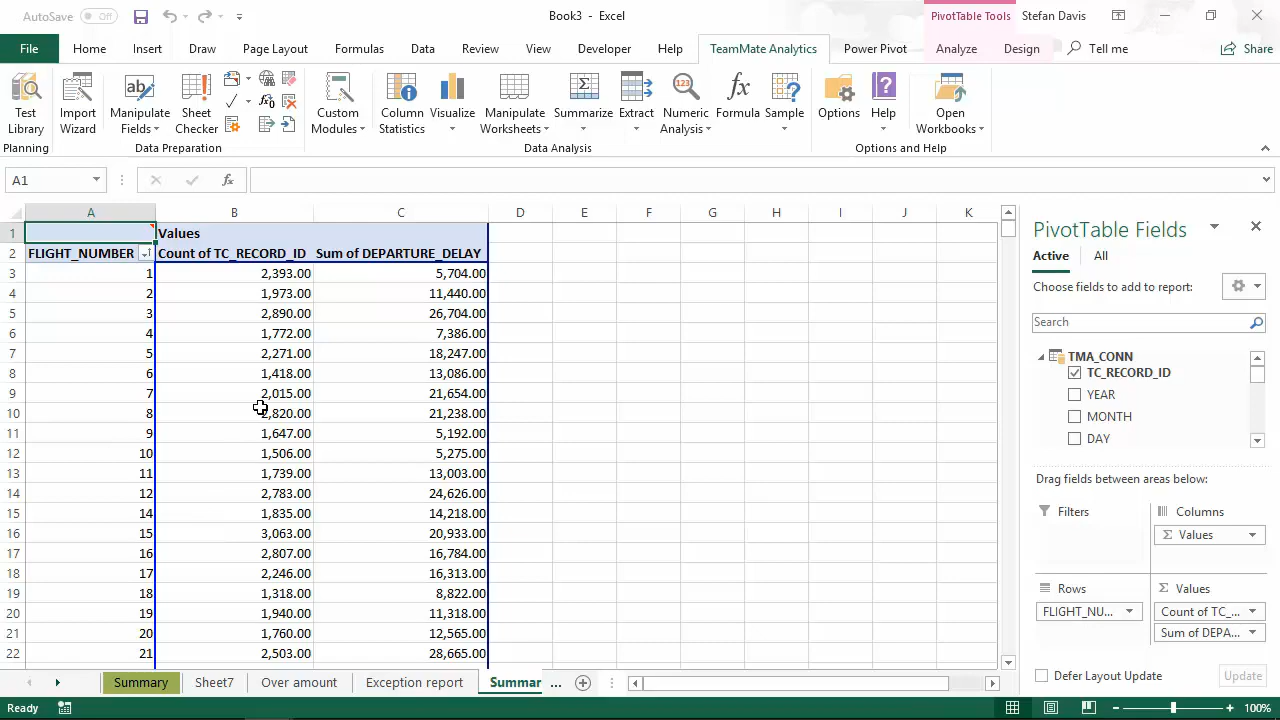 AutoSave Off
Book3 - Excel
PivotTable Tools
Stefan Davis
File Home Insert Draw Page Layout Formulas Data Review View Developer Help TeamMate Analytics Power Pivot Analyze Design Tell me Share
Test Library
Import Wizard
Manipulate Fields
Sheet Checker
Custom Modules
Column Statistics
Visualize
Manipulate Worksheets
Summarize
Extract
Numeric Analysis
Formula
Sample
Options
Help
Open Workbooks
Planning Data Preparation Data Analysis Options and Help
A1 fx
A B C D E F G H I J K
1 Values
2 FLIGHT_NUMBER Count of TC_RECORD_ID Sum of DEPARTURE_DELAY
3 1 2,393.00 5,704.00
4 2 1,973.00 11,440.00
5 3 2,890.00 26,704.00
6 4 1,772.00 7,386.00
7 5 2,271.00 18,247.00
8 6 1,418.00 13,086.00
9 7 2,015.00 21,654.00
10 8 2,820.00 21,238.00
11 9 1,647.00 5,192.00
12 10 1,506.00 5,275.00
13 11 1,739.00 13,003.00
14 12 2,783.00 24,626.00
15 14 1,835.00 14,218.00
16 15 3,063.00 20,933.00
17 16 2,807.00 16,784.00
18 17 2,246.00 16,313.00
19 18 1,318.00 8,822.00
20 19 1,940.00 11,318.00
21 20 1,760.00 12,565.00
22 21 2,503.00 28,665.00
PivotTable Fields
Active All
Choose fields to add to report:
Search
TMA_CONN
TC_RECORD_ID
YEAR
MONTH
DAY
Drag fields between areas below:
Filters Columns
Σ Values
Rows Σ Values
FLIGHT_NU... Count of TC_...
Sum of DEPA...
Defer Layout Update Update
Summary Sheet7 Over amount Exception report Summar ...
Ready 100%